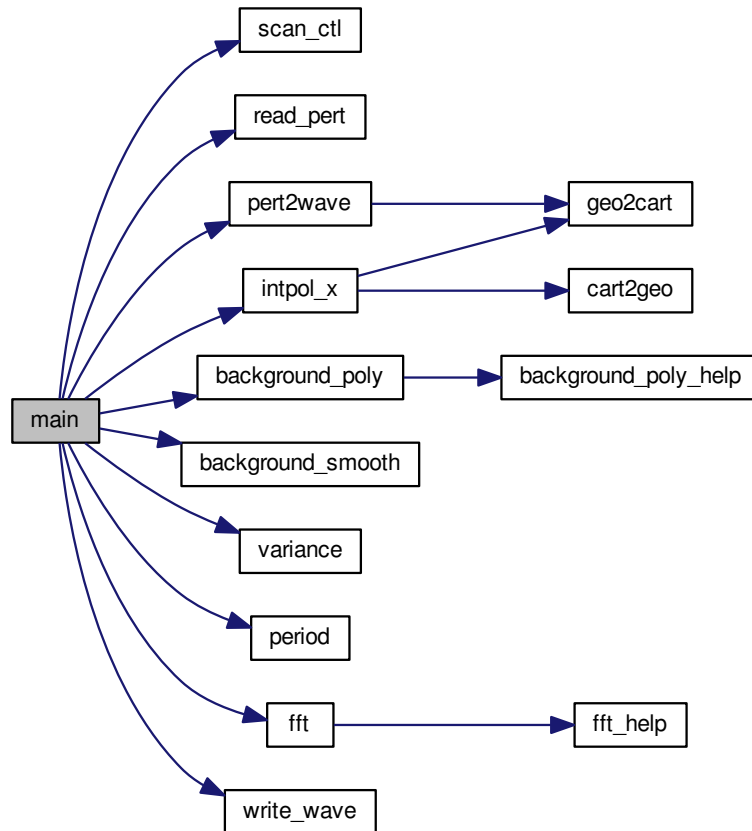 scan_ctl
read_pert
pert2wave
geo2cart
intpol_x
cart2geo
background_poly
background_poly_help
main
background_smooth
variance
period
fft
fft_help
write_wave